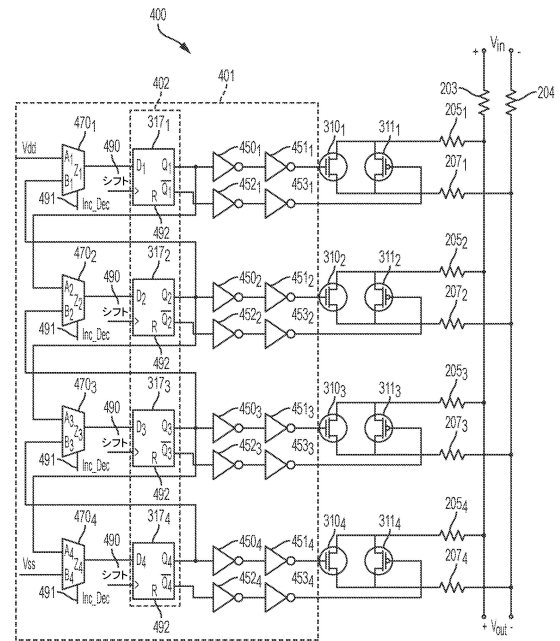 400
Vin
+ -
402
401
203
204
470₁
490
317₁
450₁ 451₁
310₁ 311₁
205₁
Vdd
A₁ Z₁ B₁
シフト
D₁ Q₁
Q̅₁
R
207₁
491
Inc_Dec
492
452₁ 453₁
470₂
490
317₂
450₂ 451₂
310₂ 311₂
205₂
A₂ Z₂ B₂
シフト
D₂ Q₂
Q̅₂
R
207₂
491
Inc_Dec
492
452₂ 453₂
470₃
490
317₃
450₃ 451₃
310₃ 311₃
205₃
A₃ Z₃ B₃
シフト
D₃ Q₃
Q̅₃
R
207₃
491
Inc_Dec
492
452₃ 453₃
470₄
490
317₄
450₄ 451₄
310₄ 311₄
205₄
Vss
A₄ Z₄ B₄
シフト
D₄ Q₄
Q̅₄
R
207₄
491
Inc_Dec
492
452₄ 453₄
+ -
Vout